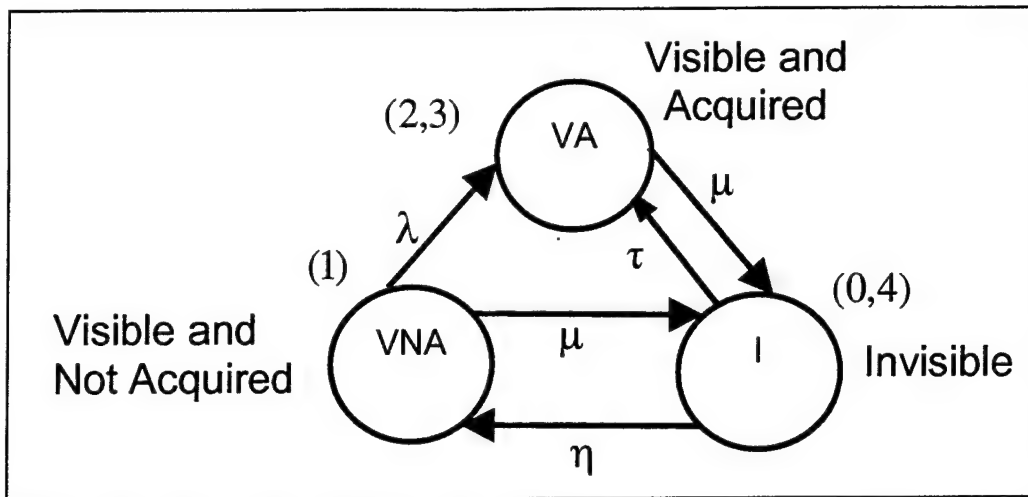 Visible and
Acquired
(2,3)
VA
μ
λ
τ
(1)
(0,4)
Visible and
Not Acquired
VNA
μ
I
Invisible
η